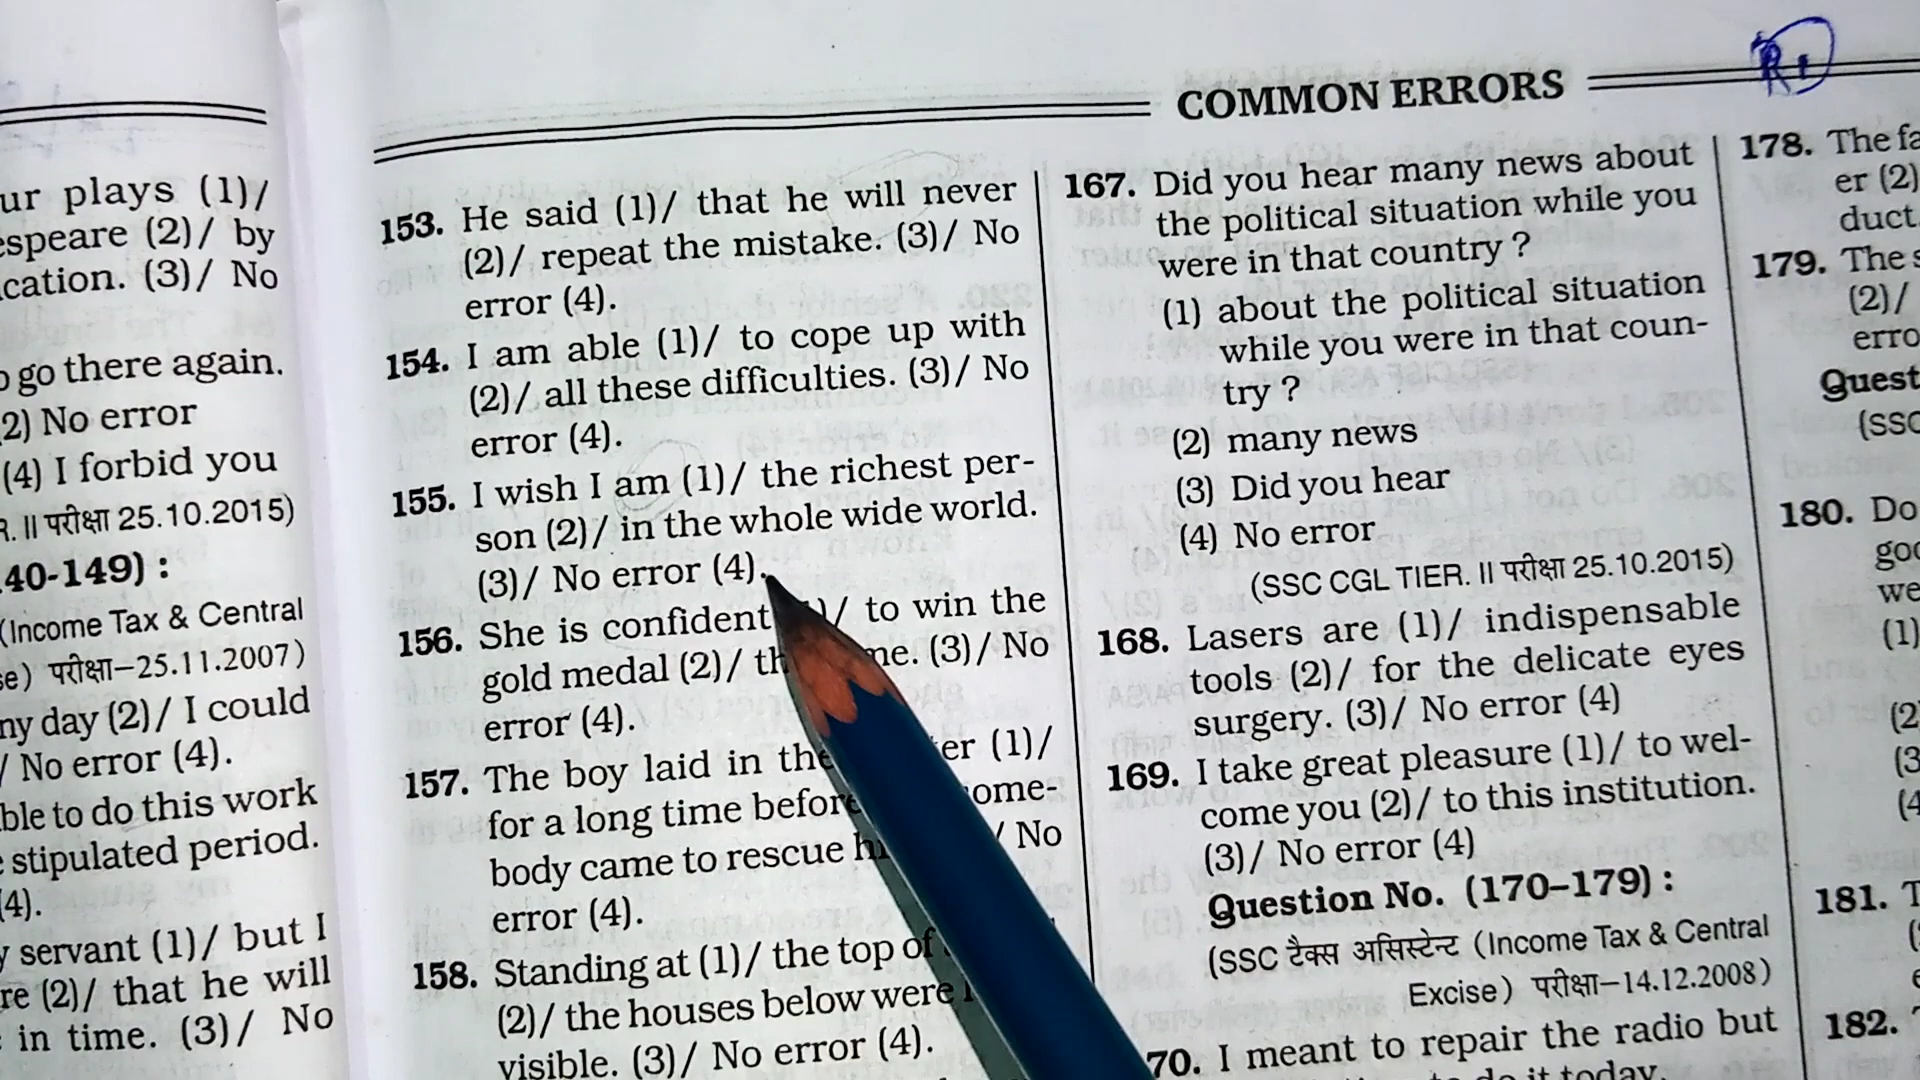 COMMON ERRORS
R1
ur plays (1)/
espeare (2)/ by
cation. (3)/ No
go there again.
2) No error
(4) I forbid you
R. II परीक्षा 25.10.2015)
40-149) :
(Income Tax & Central
se) परीक्षा–25.11.2007)
ny day (2)/ I could
/ No error (4).
ble to do this work
stipulated period.
(4).
y servant (1)/ but I
re (2)/ that he will
in time. (3)/ No
153. He said (1)/ that he will never
(2)/ repeat the mistake. (3)/ No
error (4).
154. I am able (1)/ to cope up with
(2)/ all these difficulties. (3)/ No
error (4).
155. I wish I am (1)/ the richest per-
son (2)/ in the whole wide world.
(3)/ No error (4).
156. She is confident )/ to win the
gold medal (2)/ me. (3)/ No
error (4).
157. The boy laid in the er (1)/
for a long time before ome-
body came to rescue / No
error (4).
158. Standing at (1)/ the top of
(2)/ the houses below were
visible. (3)/ No error (4).
167. Did you hear many news about
the political situation while you
were in that country ?
(1) about the political situation
while you were in that coun-
try ?
(2) many news
(3) Did you hear
(4) No error
(SSC CGL TIER. II परीक्षा 25.10.2015)
168. Lasers are (1)/ indispensable
tools (2)/ for the delicate eyes
surgery. (3)/ No error (4)
169. I take great pleasure (1)/ to wel-
come you (2)/ to this institution.
(3)/ No error (4)
Question No. (170–179) :
(SSC टैक्स असिस्टेन्ट (Income Tax & Central
Excise) परीक्षा–14.12.2008)
70. I meant to repair the radio but
do it today.
178. The fa
er (2)
duct.
179. The s
(2)/
erro
Quest
(SSC
180. Do
goo
we
(1)
(2)
(3
(4
181. T
182.